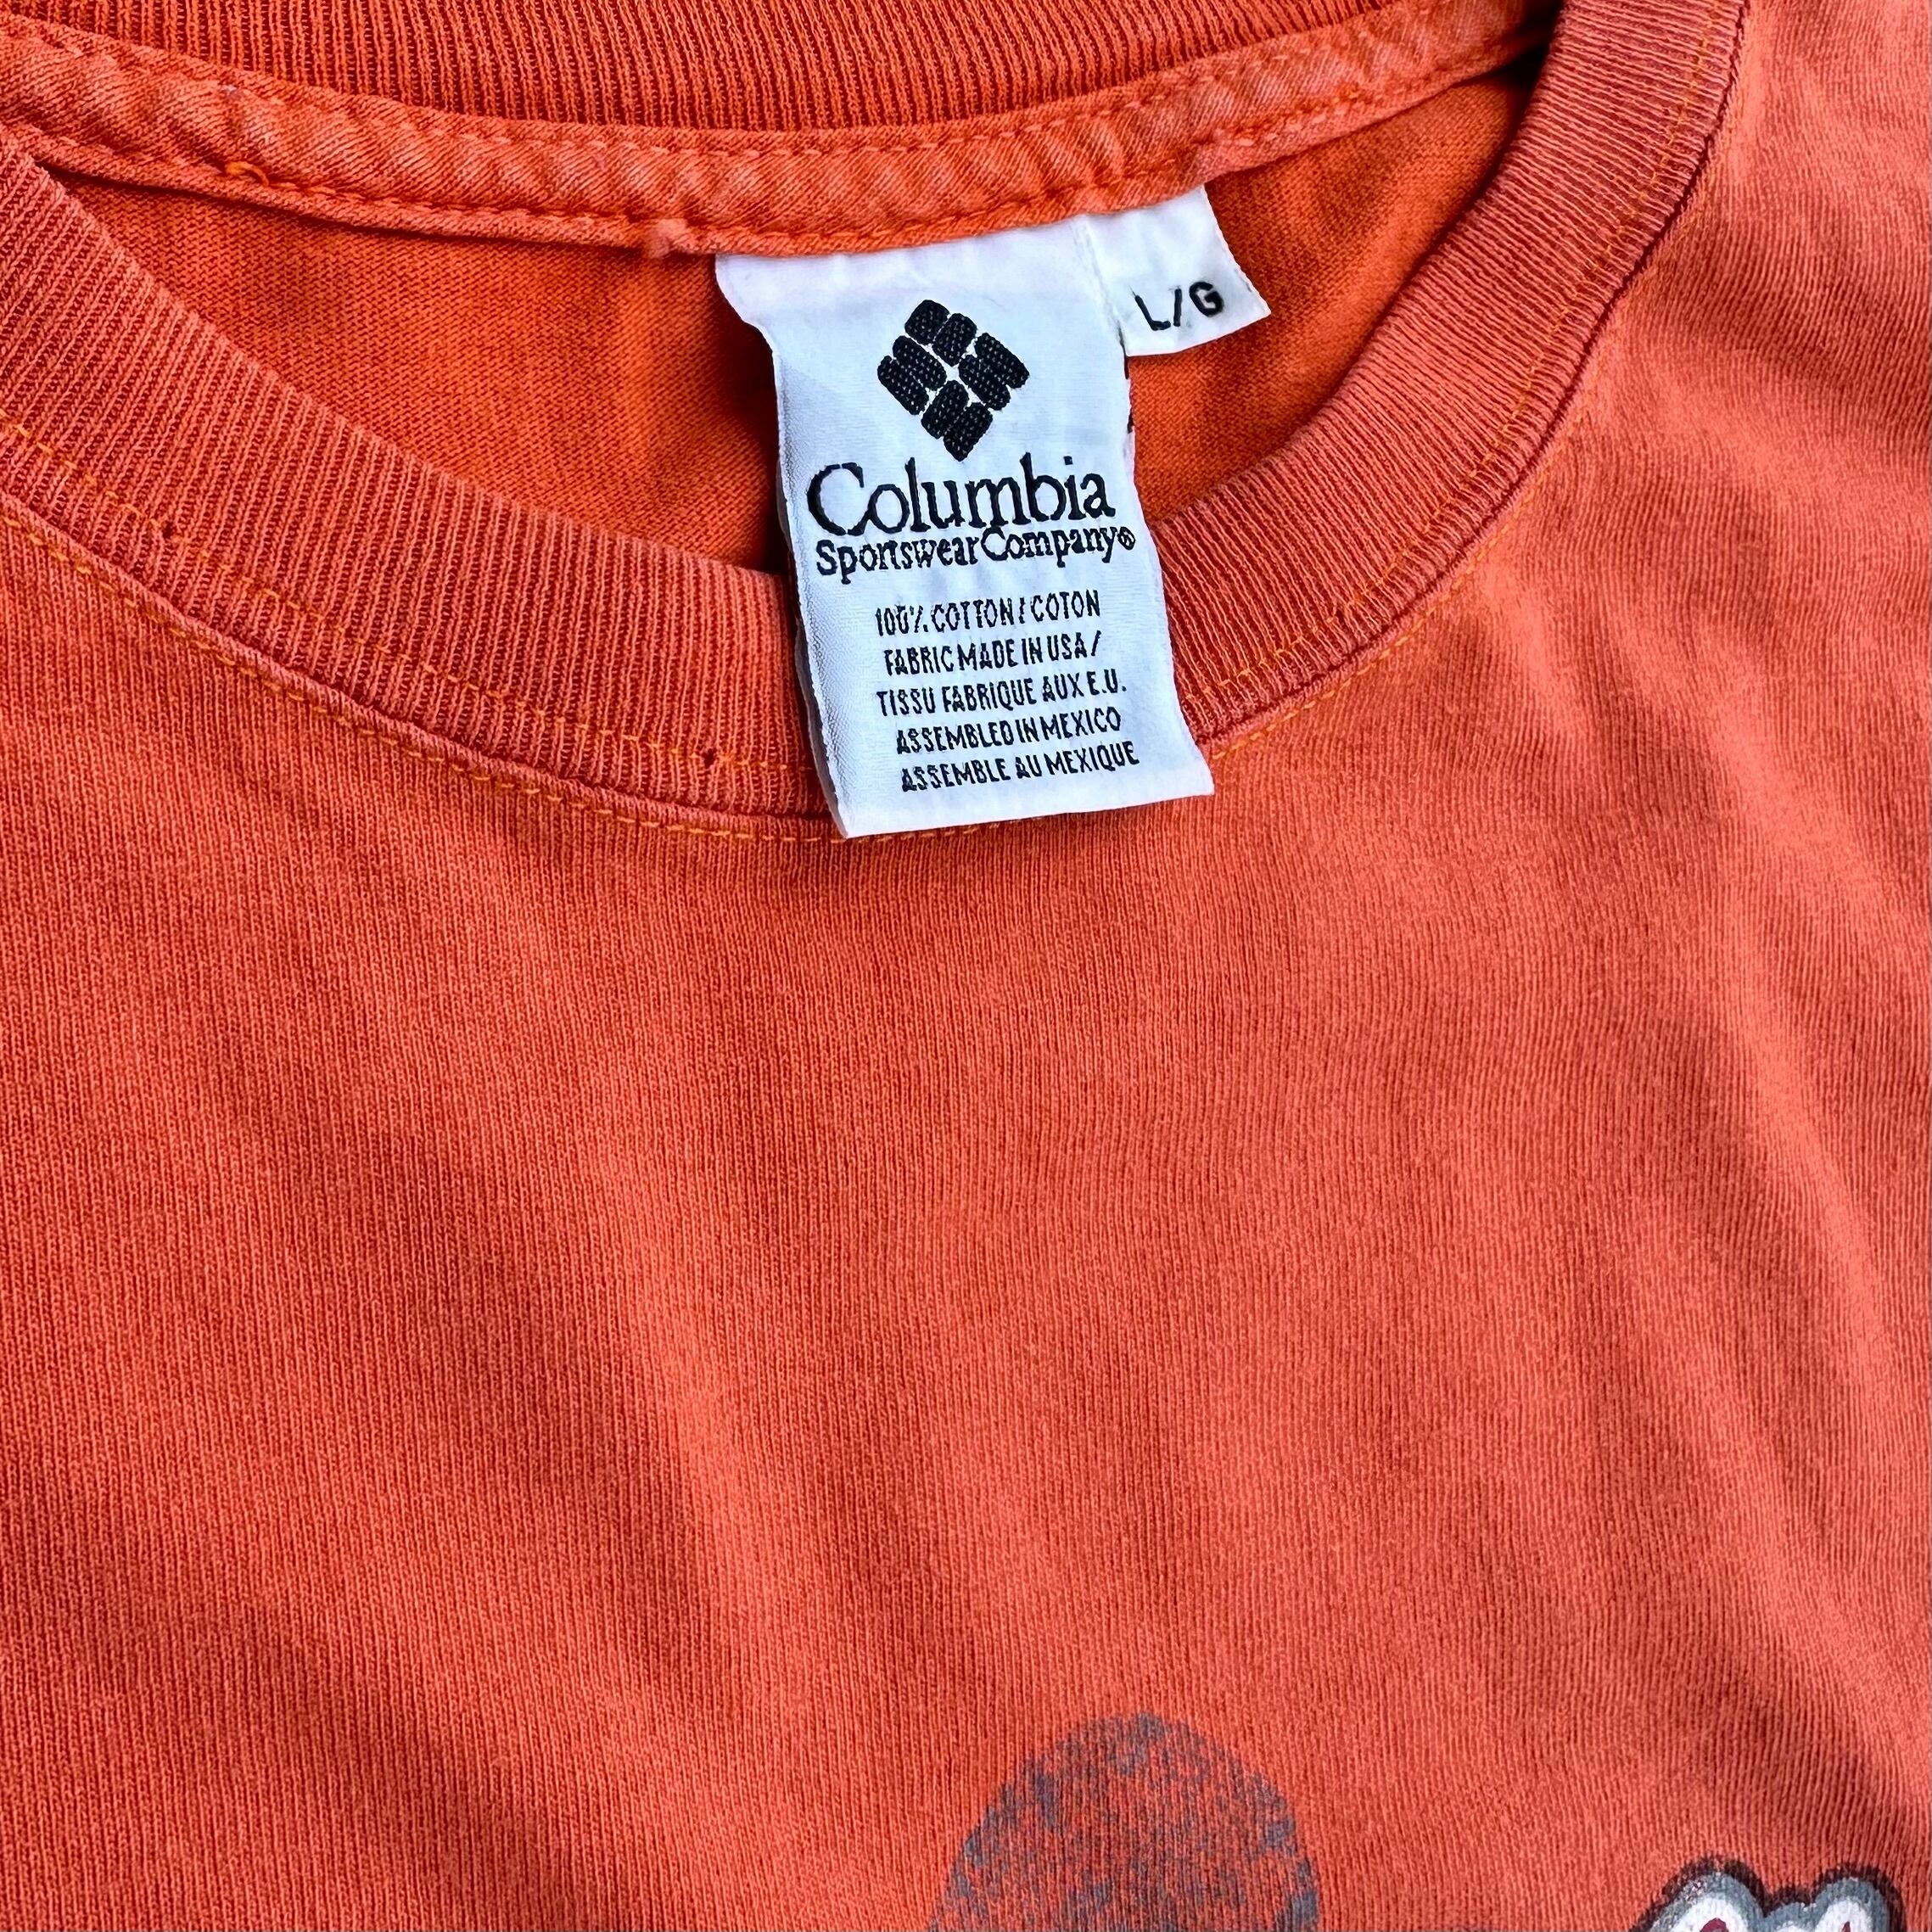 L/G
Columbia
Sportswear Company®
100% COTTON / COTON
FABRIC MADE IN USA /
TISSU FABRIQUE AUX E.U.
ASSEMBLED IN MEXICO
ASSEMBLE AU MEXIQUE